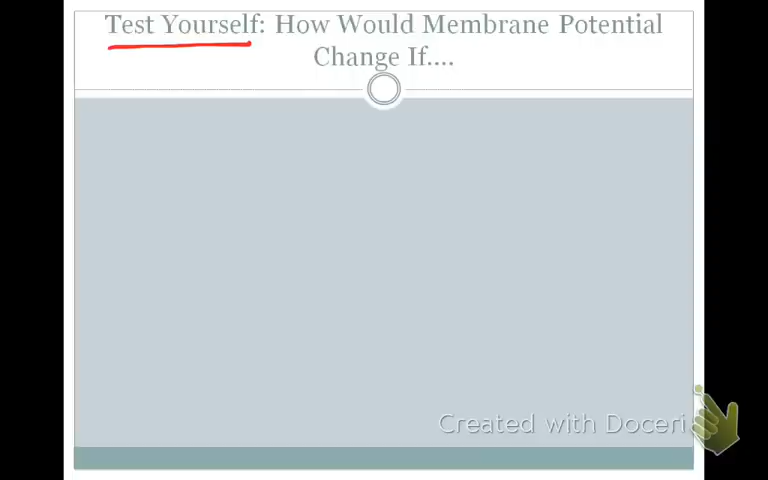 Test Yourself: How Would Membrane Potential
Change If....
Created with Doceri